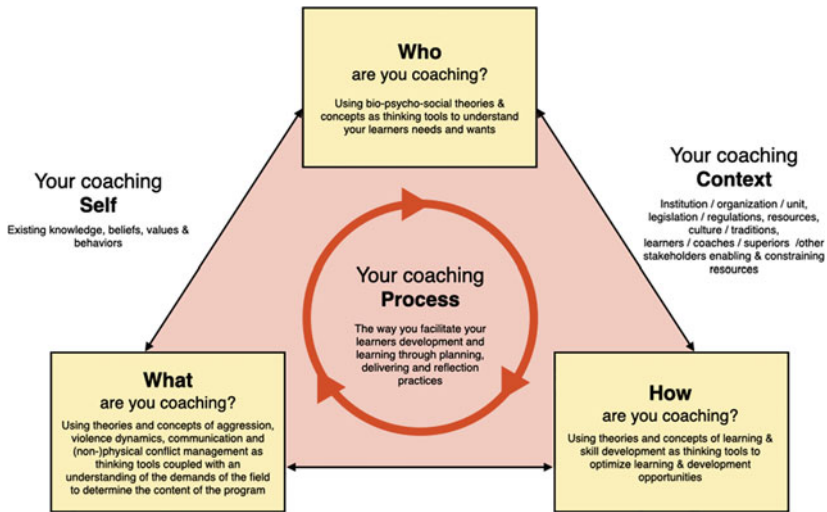 Who
are you coaching?
Using bio-psycho-social theories &
concepts as thinking tools to understand
your learners needs and wants
Your coaching
Self
Existing knowledge, beliefs, values &
behaviors
Your coaching
Context
Institution / organization / unit,
legislation / regulations, resources,
culture / traditions,
learners / coaches / superiors /other
stakeholders enabling & constraining
resources
Your coaching
Process
The way you facilitate your
learners development and
learning through planning,
delivering and reflection
practices
What
are you coaching?
Using theories and concepts of aggression,
violence dynamics, communication and
(non-)physical conflict management as
thinking tools coupled with an
understanding of the demands of the field
to determine the content of the program
How
are you coaching?
Using theories and concepts of learning &
skill development as thinking tools to
optimize learning & development
opportunities